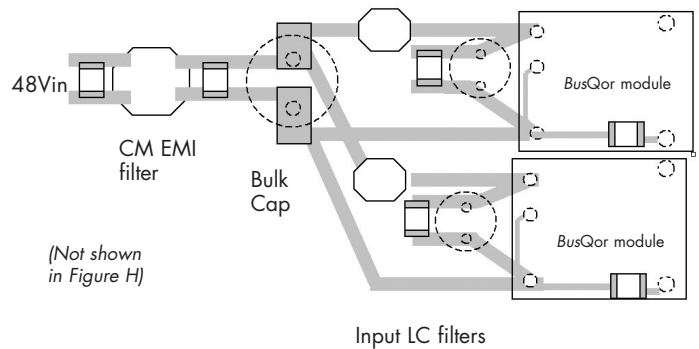 48Vin
CM EMI
filter
Bulk
Cap
BusQor module
BusQor module
(Not shown
in Figure H)
Input LC filters